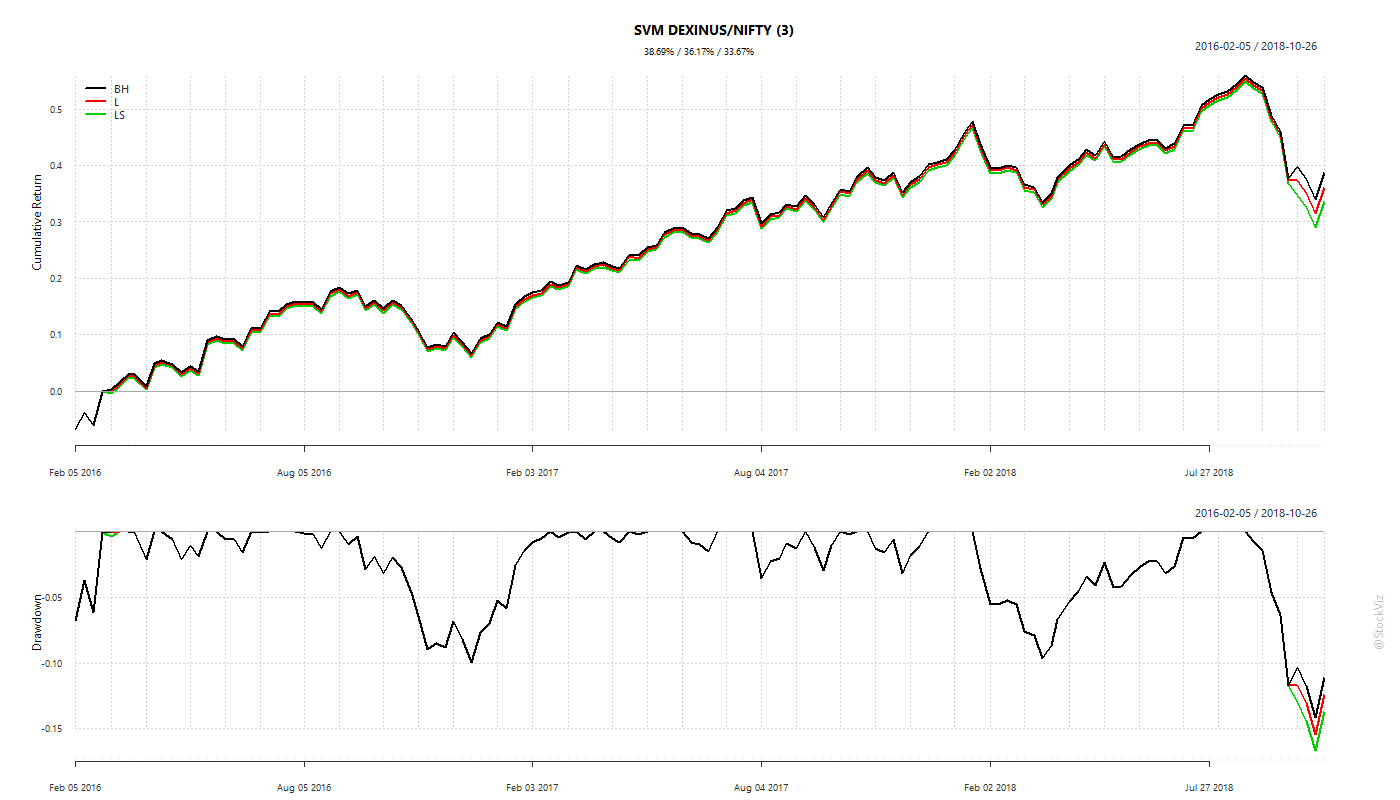 SVM DEXINUS/NIFTY (3)
38.69% / 36.17% / 33.67%
2016-02-05 / 2018-10-26
BH
L
LS
Cumulative Return
0.5
0.4
0.3
0.2
0.1
0.0
Feb 05 2016
Aug 05 2016
Feb 03 2017
Aug 04 2017
Feb 02 2018
Jul 27 2018
2016-02-05 / 2018-10-26
Drawdown
-0.05
-0.10
-0.15
Feb 05 2016
Aug 05 2016
Feb 03 2017
Aug 04 2017
Feb 02 2018
Jul 27 2018
@StockViz